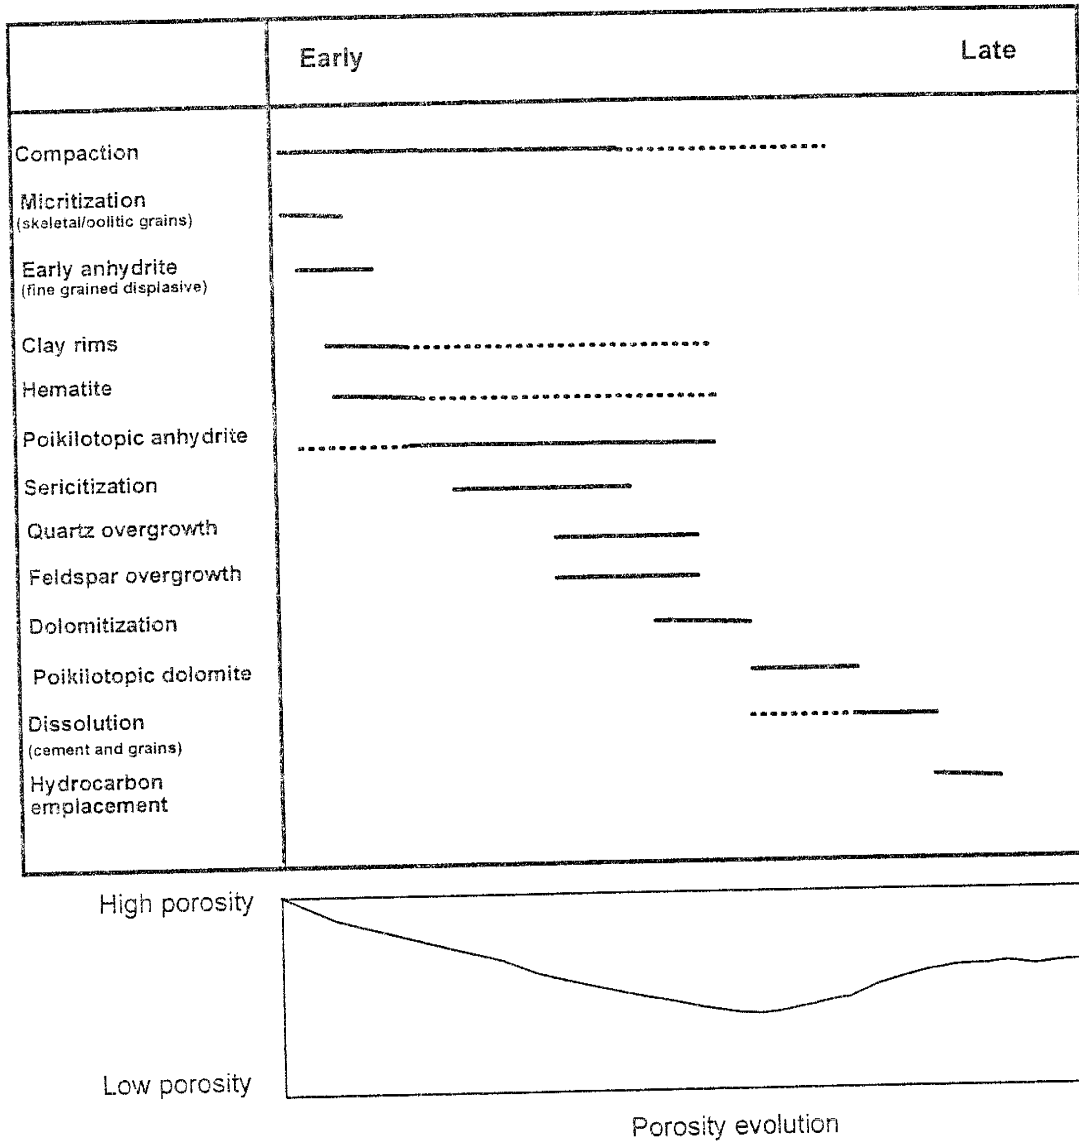 Early
Late
Compaction
Micritization
(skeletal/oolitic grains)
Early anhydrite
(fine grained displasive)
Clay rims
Hematite
Poikilotopic anhydrite
Sericitization
Quartz overgrowth
Feldspar overgrowth
Dolomitization
Poikilotopic dolomite
Dissolution
(cement and grains)
Hydrocarbon
emplacement
High porosity
Low porosity
Porosity evolution